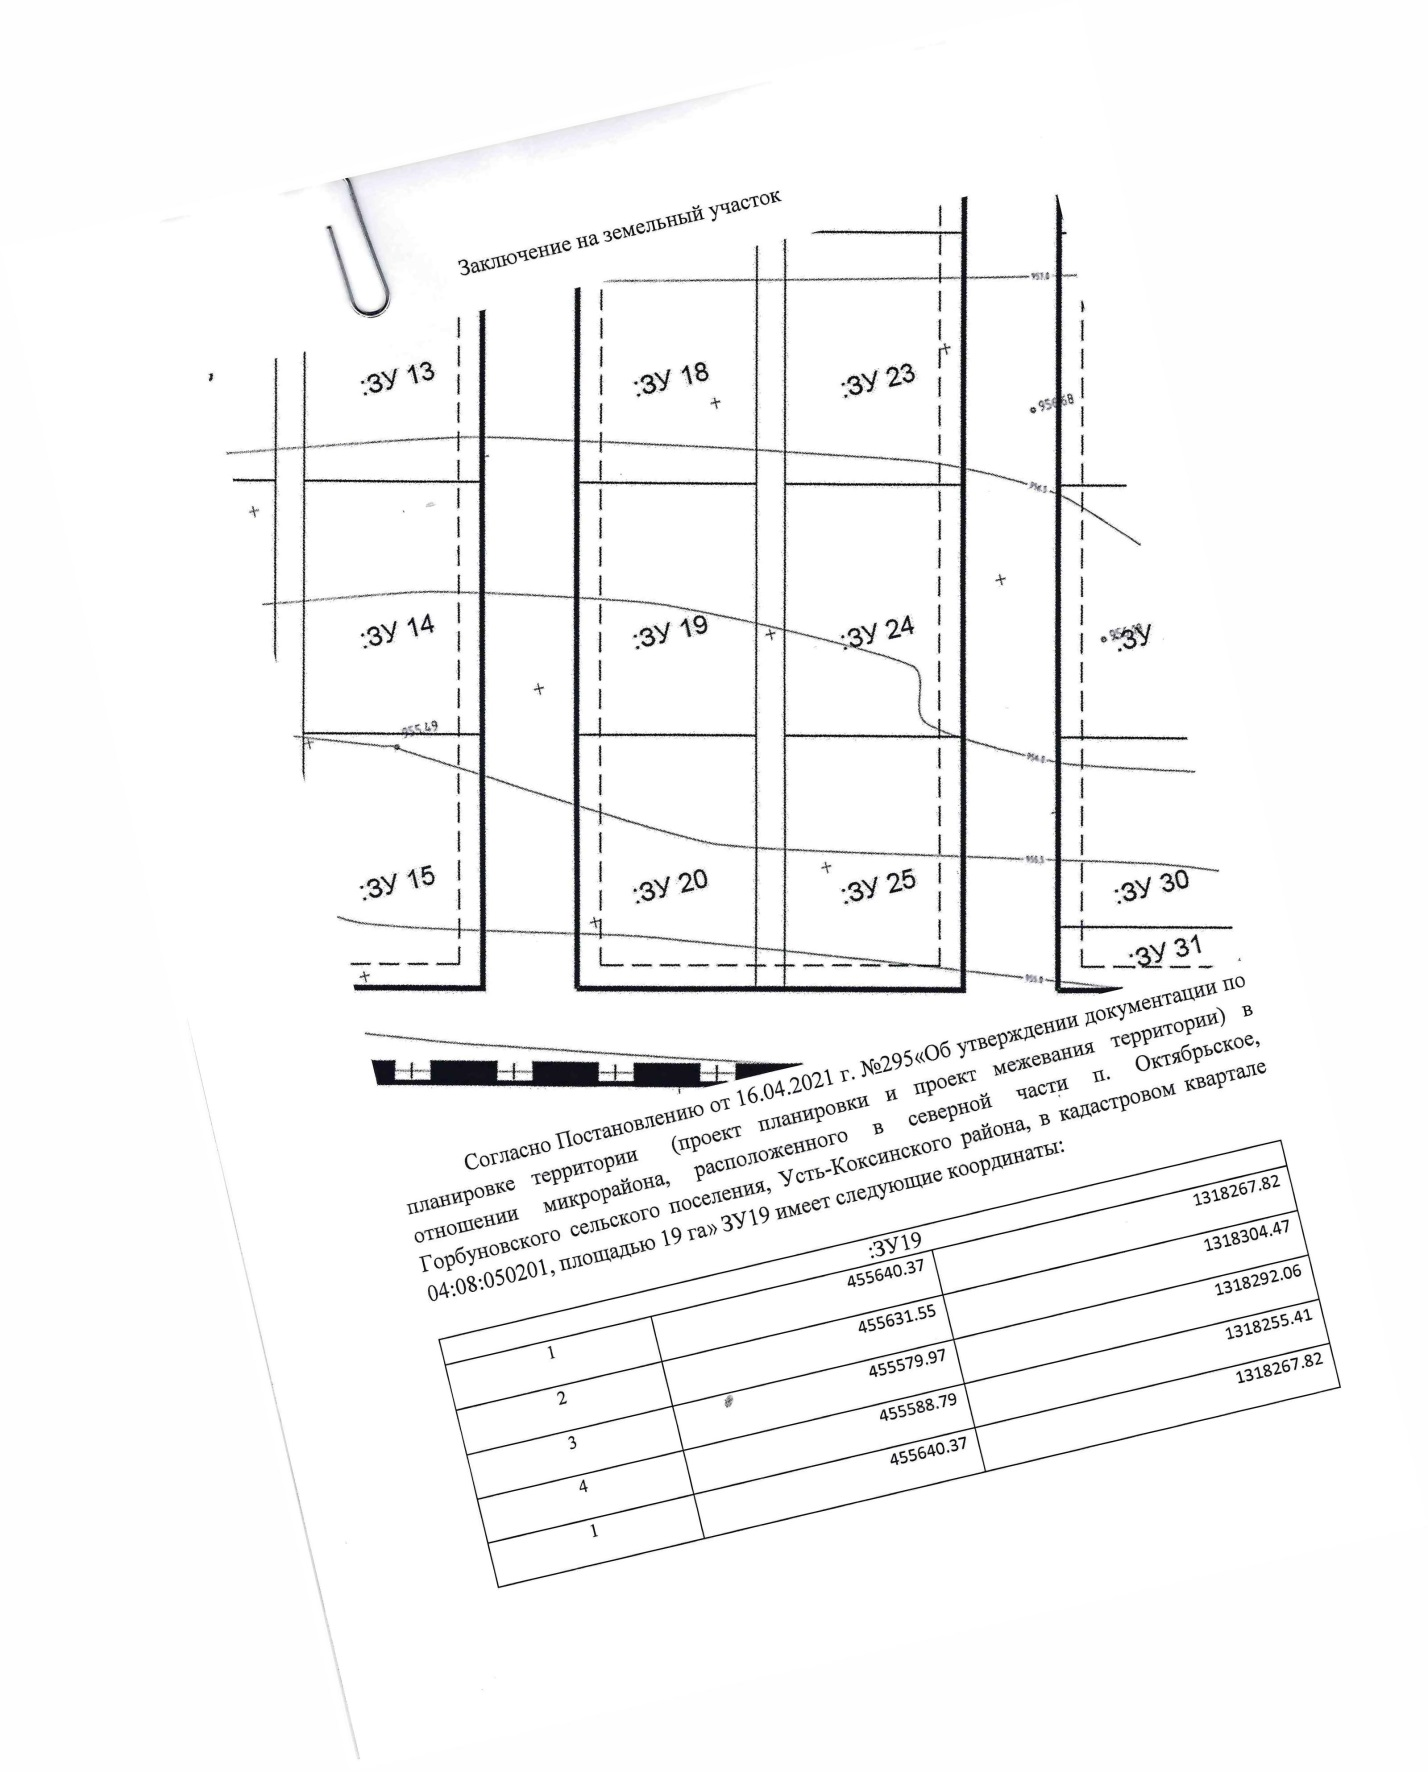 Заключение на земельный участок
957.0
:ЗУ 13
:ЗУ 18
:ЗУ 23
:ЗУ 14
:ЗУ 19
:ЗУ 24
:ЗУ
955.49
:ЗУ 15
:ЗУ 20
:ЗУ 25
:ЗУ 30
:ЗУ 31
Согласно Постановлению от 16.04.2021 г. №295«Об утверждении документации по
планировке территории (проект планировки и проект межевания территории) в
отношении микрорайона, расположенного в северной части п. Октябрьское,
Горбуновского сельского поселения, Усть-Коксинского района, в кадастровом квартале
04:08:050201, площадью 19 га» ЗУ19 имеет следующие координаты:
:ЗУ19
1 455640.37 1318267.82
2 455631.55 1318304.47
3 455579.97 1318292.06
4 455588.79 1318255.41
1 455640.37 1318267.82